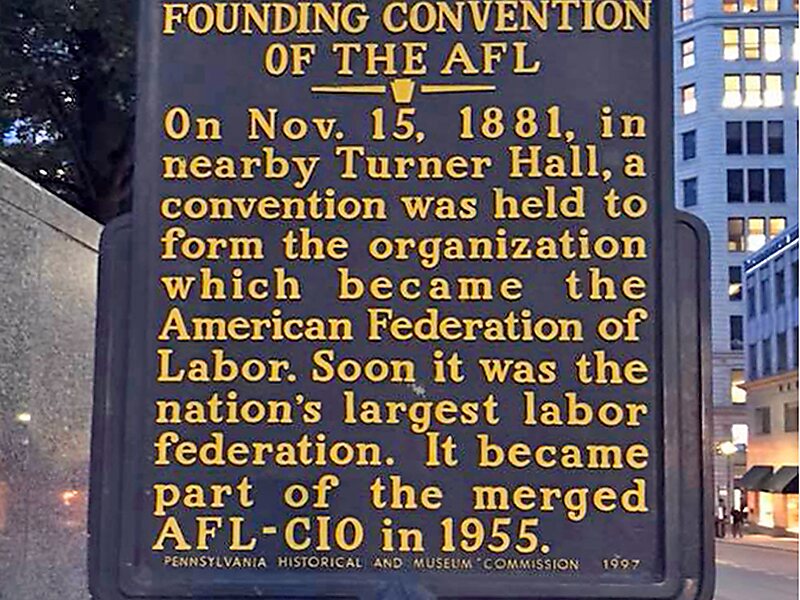 FOUNDING CONVENTION
OF THE AFL
On Nov. 15, 1881, in
nearby Turner Hall, a
convention was held to
form the organization
which became the
American Federation of
Labor. Soon it was the
nation's largest labor
federation. It became
part of the merged
AFL-CIO in 1955.
PENNSYLVANIA HISTORICAL AND MUSEUM COMMISSION 1997